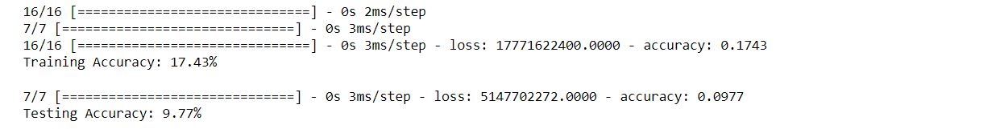 16/16 [==============================] - 0s 2ms/step
7/7 [==============================] - 0s 3ms/step
16/16 [==============================] - 0s 3ms/step - loss: 17771622400.0000 - accuracy: 0.1743
Training Accuracy: 17.43%
7/7 [==============================] - 0s 3ms/step - loss: 5147702272.0000 - accuracy: 0.0977
Testing Accuracy: 9.77%